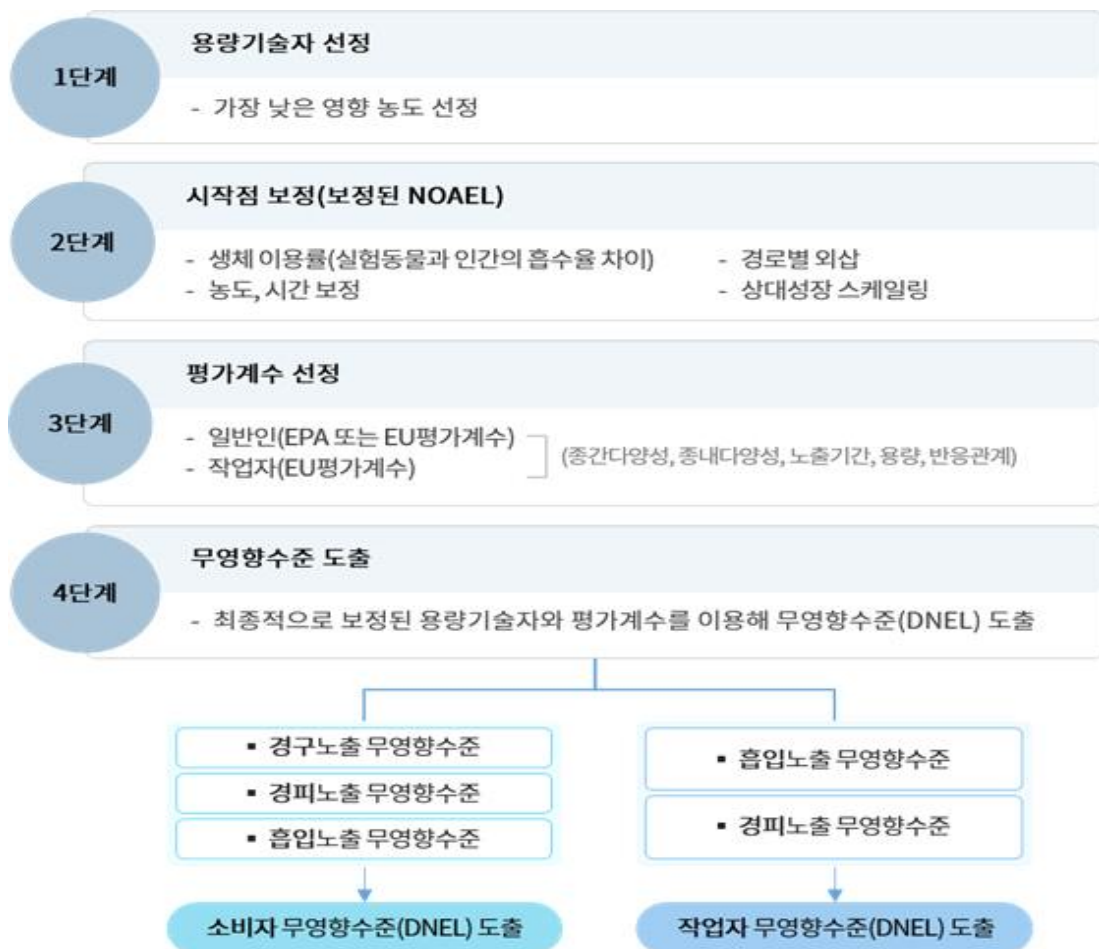 1단계
용량기술자 선정
- 가장 낮은 영향 농도 선정
2단계
시작점 보정(보정된 NOAEL)
- 생체 이용률(실험동물과 인간의 흡수율 차이)
- 농도, 시간 보정
- 경로별 외삽
- 상대성장 스케일링
3단계
평가계수 선정
- 일반인(EPA 또는 EU평가계수)
- 작업자(EU평가계수)
(종간다양성, 종내다양성, 노출기간, 용량, 반응관계)
4단계
무영향수준 도출
- 최종적으로 보정된 용량기술자와 평가계수를 이용해 무영향수준(DNEL) 도출
▪ 경구노출 무영향수준
▪ 경피노출 무영향수준
▪ 흡입노출 무영향수준
소비자 무영향수준(DNEL) 도출
▪ 흡입노출 무영향수준
▪ 경피노출 무영향수준
작업자 무영향수준(DNEL) 도출